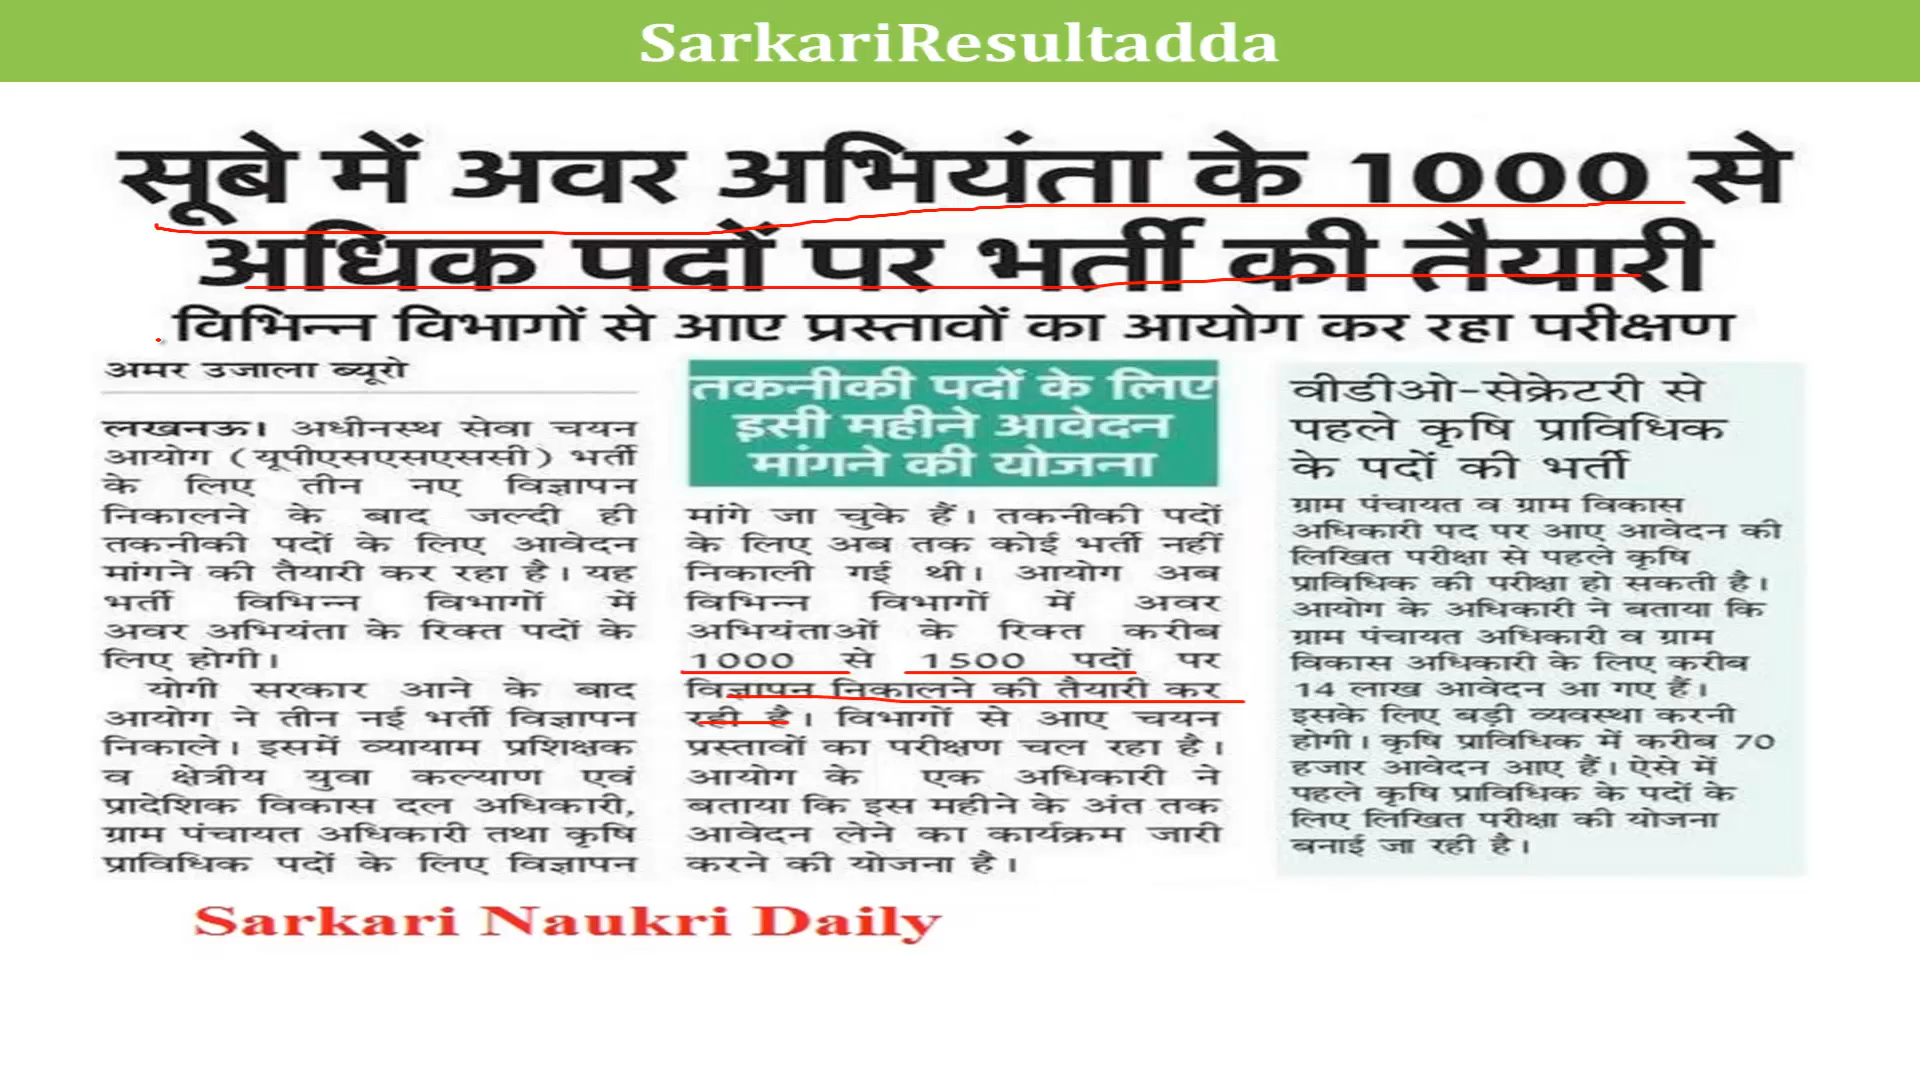 SarkariResultadda
सूबे में अवर अभियंता के 1000 से
अधिक पदों पर भर्ती की तैयारी
विभिन्न विभागों से आए प्रस्तावों का आयोग कर रहा परीक्षण
अमर उजाला ब्यूरो
लखनऊ। अधीनस्थ सेवा चयन
आयोग (यूपीएसएसएससी) भर्ती
के लिए तीन नए विज्ञापन
निकालने के बाद जल्दी ही
तकनीकी पदों के लिए आवेदन
मांगने की तैयारी कर रहा है। यह
भर्ती विभिन्न विभागों में
अवर अभियंता के रिक्त पदों के
लिए होगी।
योगी सरकार आने के बाद
आयोग ने तीन नई भर्ती विज्ञापन
निकाले। इसमें व्यायाम प्रशिक्षक
व क्षेत्रीय युवा कल्याण एवं
प्रादेशिक विकास दल अधिकारी,
ग्राम पंचायत अधिकारी तथा कृषि
प्राविधिक पदों के लिए विज्ञापन
तकनीकी पदों के लिए
इसी महीने आवेदन
मांगने की योजना
मांगे जा चुके हैं। तकनीकी पदों
के लिए अब तक कोई भर्ती नहीं
निकाली गई थी। आयोग अब
विभिन्न विभागों में अवर
अभियंताओं के रिक्त करीब
1000 से 1500 पदों पर
विज्ञापन निकालने की तैयारी कर
रही है। विभागों से आए चयन
प्रस्तावों का परीक्षण चल रहा है।
आयोग के एक अधिकारी ने
बताया कि इस महीने के अंत तक
आवेदन लेने का कार्यक्रम जारी
करने की योजना है।
वीडीओ-सेक्रेटरी से
पहले कृषि प्राविधिक
के पदों की भर्ती
ग्राम पंचायत व ग्राम विकास
अधिकारी पद पर आए आवेदन की
लिखित परीक्षा से पहले कृषि
प्राविधिक की परीक्षा हो सकती है।
आयोग के अधिकारी ने बताया कि
ग्राम पंचायत अधिकारी व ग्राम
विकास अधिकारी के लिए करीब
14 लाख आवेदन आ गए हैं।
इसके लिए बड़ी व्यवस्था करनी
होगी। कृषि प्राविधिक में करीब 70
हजार आवेदन आए हैं। ऐसे में
पहले कृषि प्राविधिक के पदों के
लिए लिखित परीक्षा की योजना
बनाई जा रही है।
Sarkari Naukri Daily